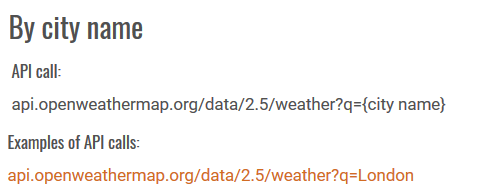 By city name
API call:
api.openweathermap.org/data/2.5/weather?q={city name}
Examples of API calls:
api.openweathermap.org/data/2.5/weather?q=London